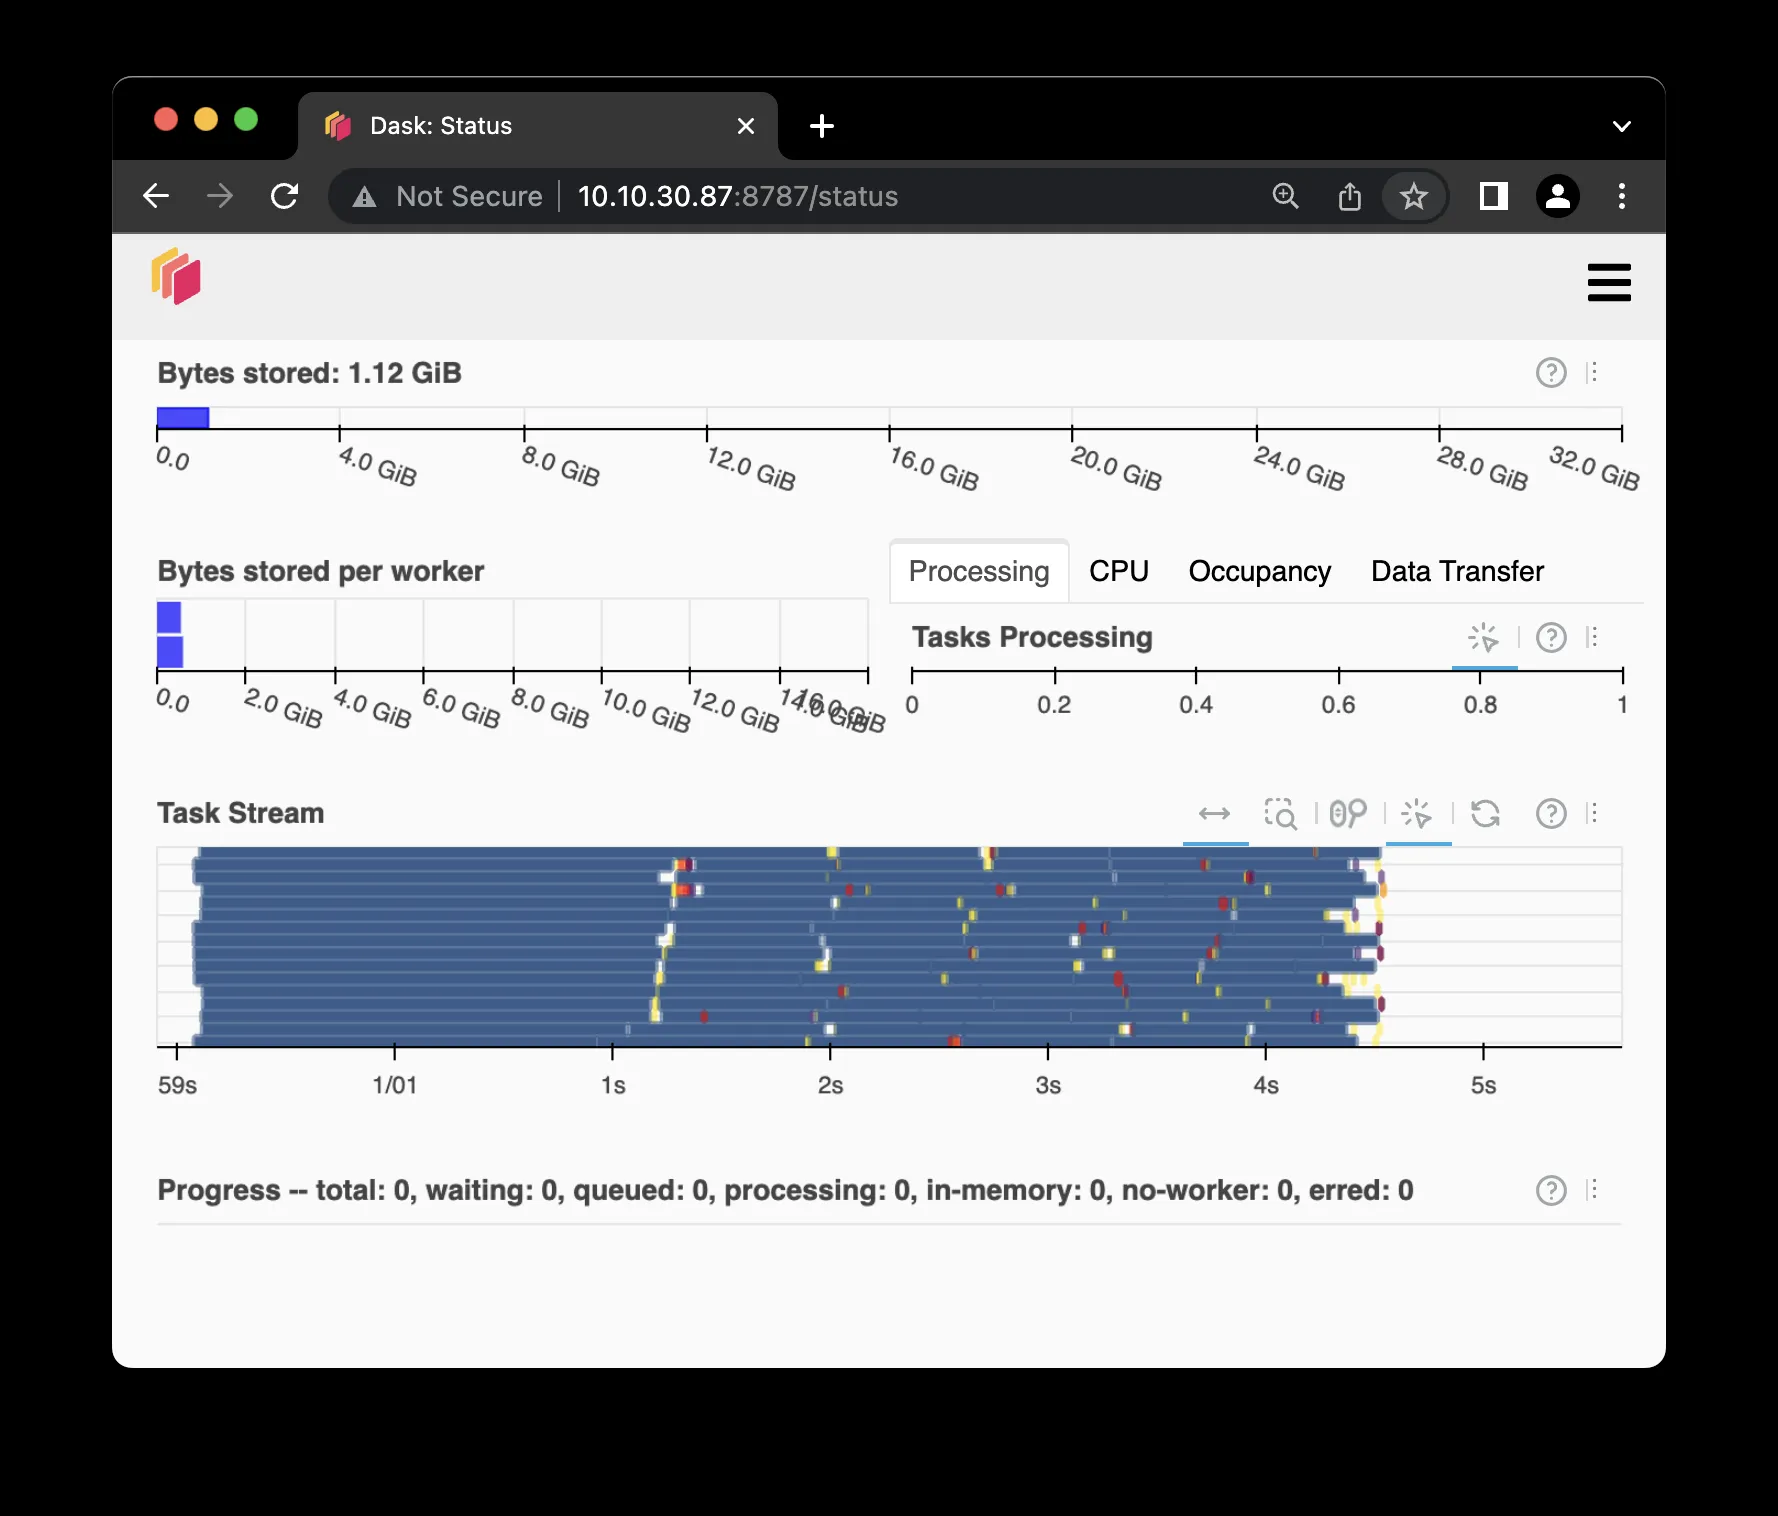 Dask: Status
Not Secure 10.10.30.87:8787/status
Bytes stored: 1.12 GiB
0.0 4.0 GiB 8.0 GiB 12.0 GiB 16.0 GiB 20.0 GiB 24.0 GiB 28.0 GiB 32.0 GiB
Bytes stored per worker
0.0 2.0 GiB 4.0 GiB 6.0 GiB 8.0 GiB 10.0 GiB 12.0 GiB 14.0 GiB 16.0 GiB
Processing CPU Occupancy Data Transfer
Tasks Processing
0 0.2 0.4 0.6 0.8 1
Task Stream
59s 1/01 1s 2s 3s 4s 5s
Progress -- total: 0, waiting: 0, queued: 0, processing: 0, in-memory: 0, no-worker: 0, erred: 0